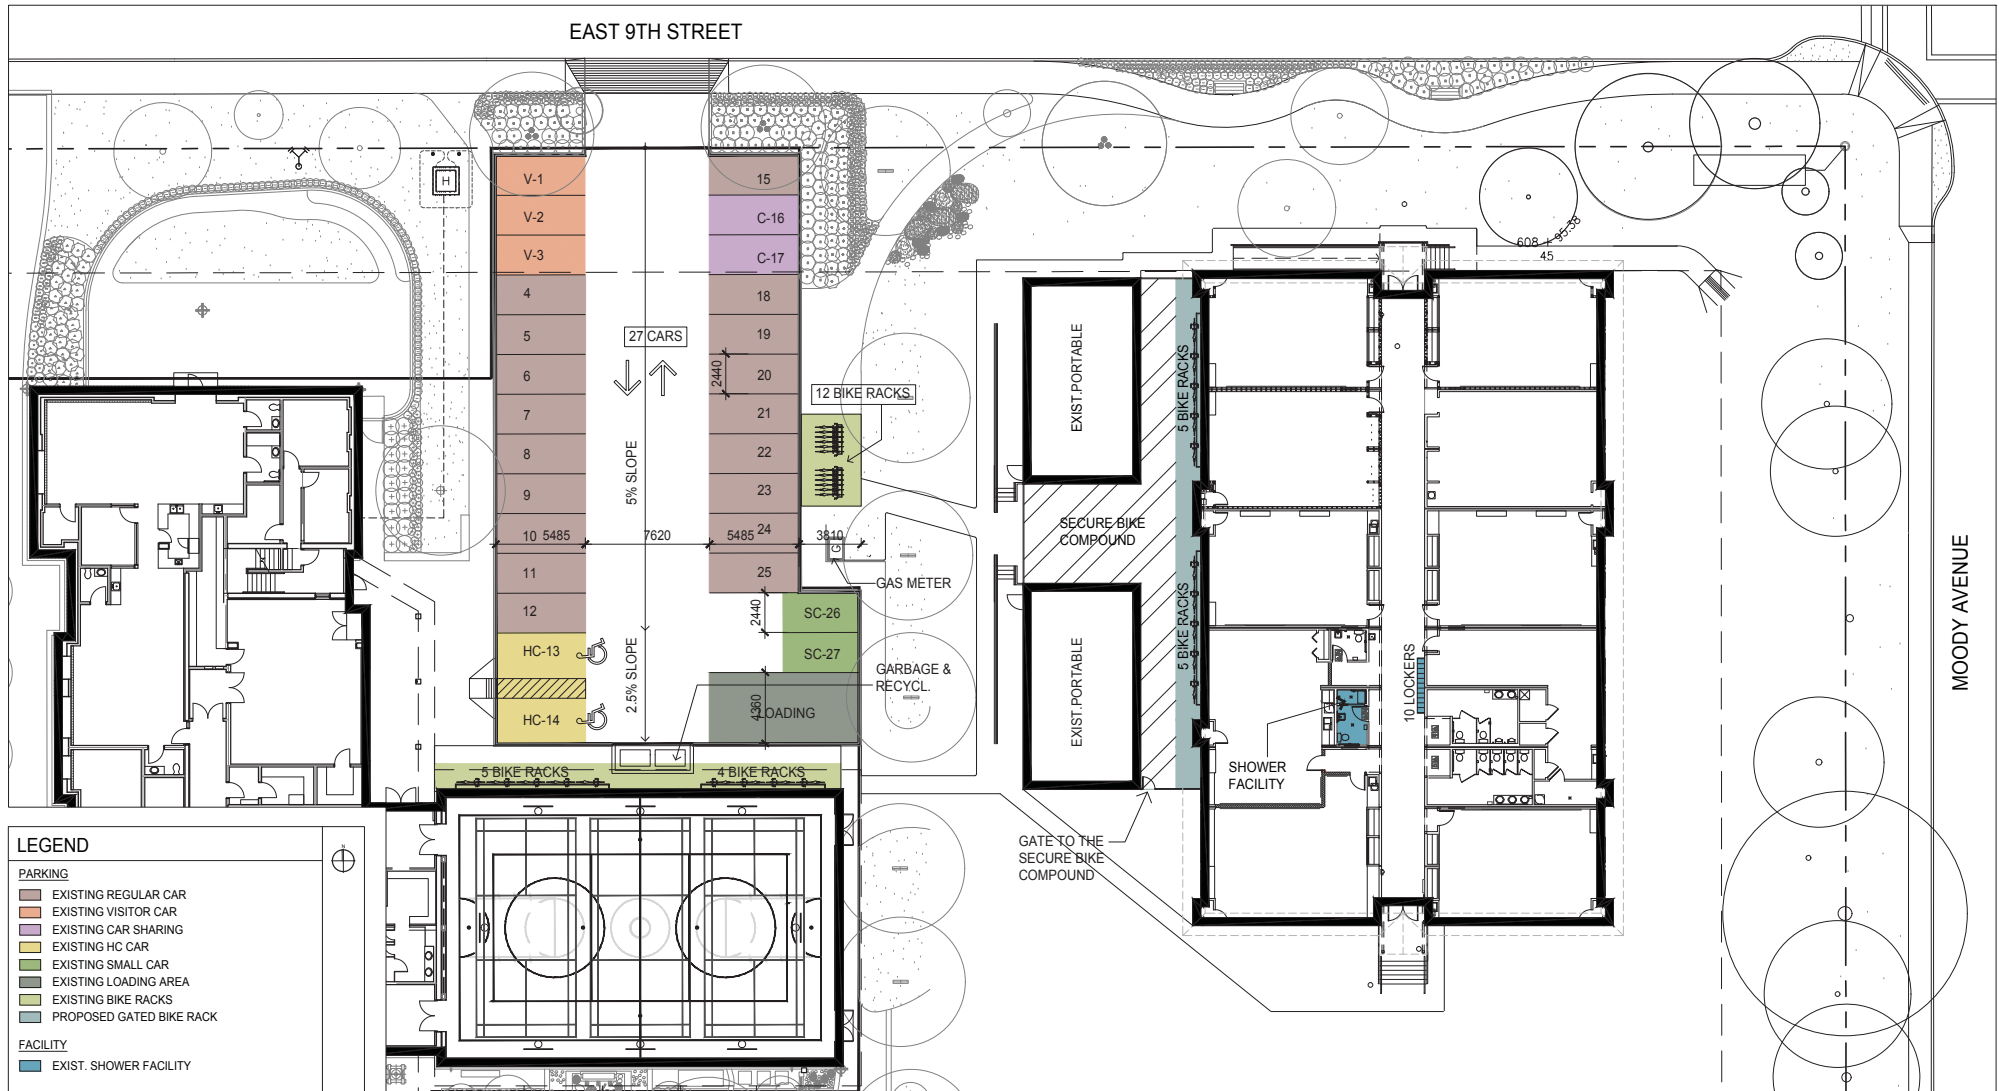 EAST 9TH STREET
MOODY AVENUE
H
V-1
V-2
V-3
4
5
6
7
8
9
10
11
12
HC-13
HC-14
15
C-16
C-17
18
19
20
21
22
23
24
25
SC-26
SC-27
LOADING
27 CARS
5% SLOPE
2.5% SLOPE
2440
5485
7620
5485
3810
2440
4360
12 BIKE RACKS
G
GAS METER
GARBAGE &
RECYCL.
5 BIKE RACKS
4 BIKE RACKS
EXIST.PORTABLE
EXIST.PORTABLE
SECURE BIKE
COMPOUND
5 BIKE RACKS
5 BIKE RACKS
GATE TO THE
SECURE BIKE
COMPOUND
SHOWER
FACILITY
10 LOCKERS
608 + 95.38
45
LEGEND
N
PARKING
EXISTING REGULAR CAR
EXISTING VISITOR CAR
EXISTING CAR SHARING
EXISTING HC CAR
EXISTING SMALL CAR
EXISTING LOADING AREA
EXISTING BIKE RACKS
PROPOSED GATED BIKE RACK
FACILITY
EXIST. SHOWER FACILITY